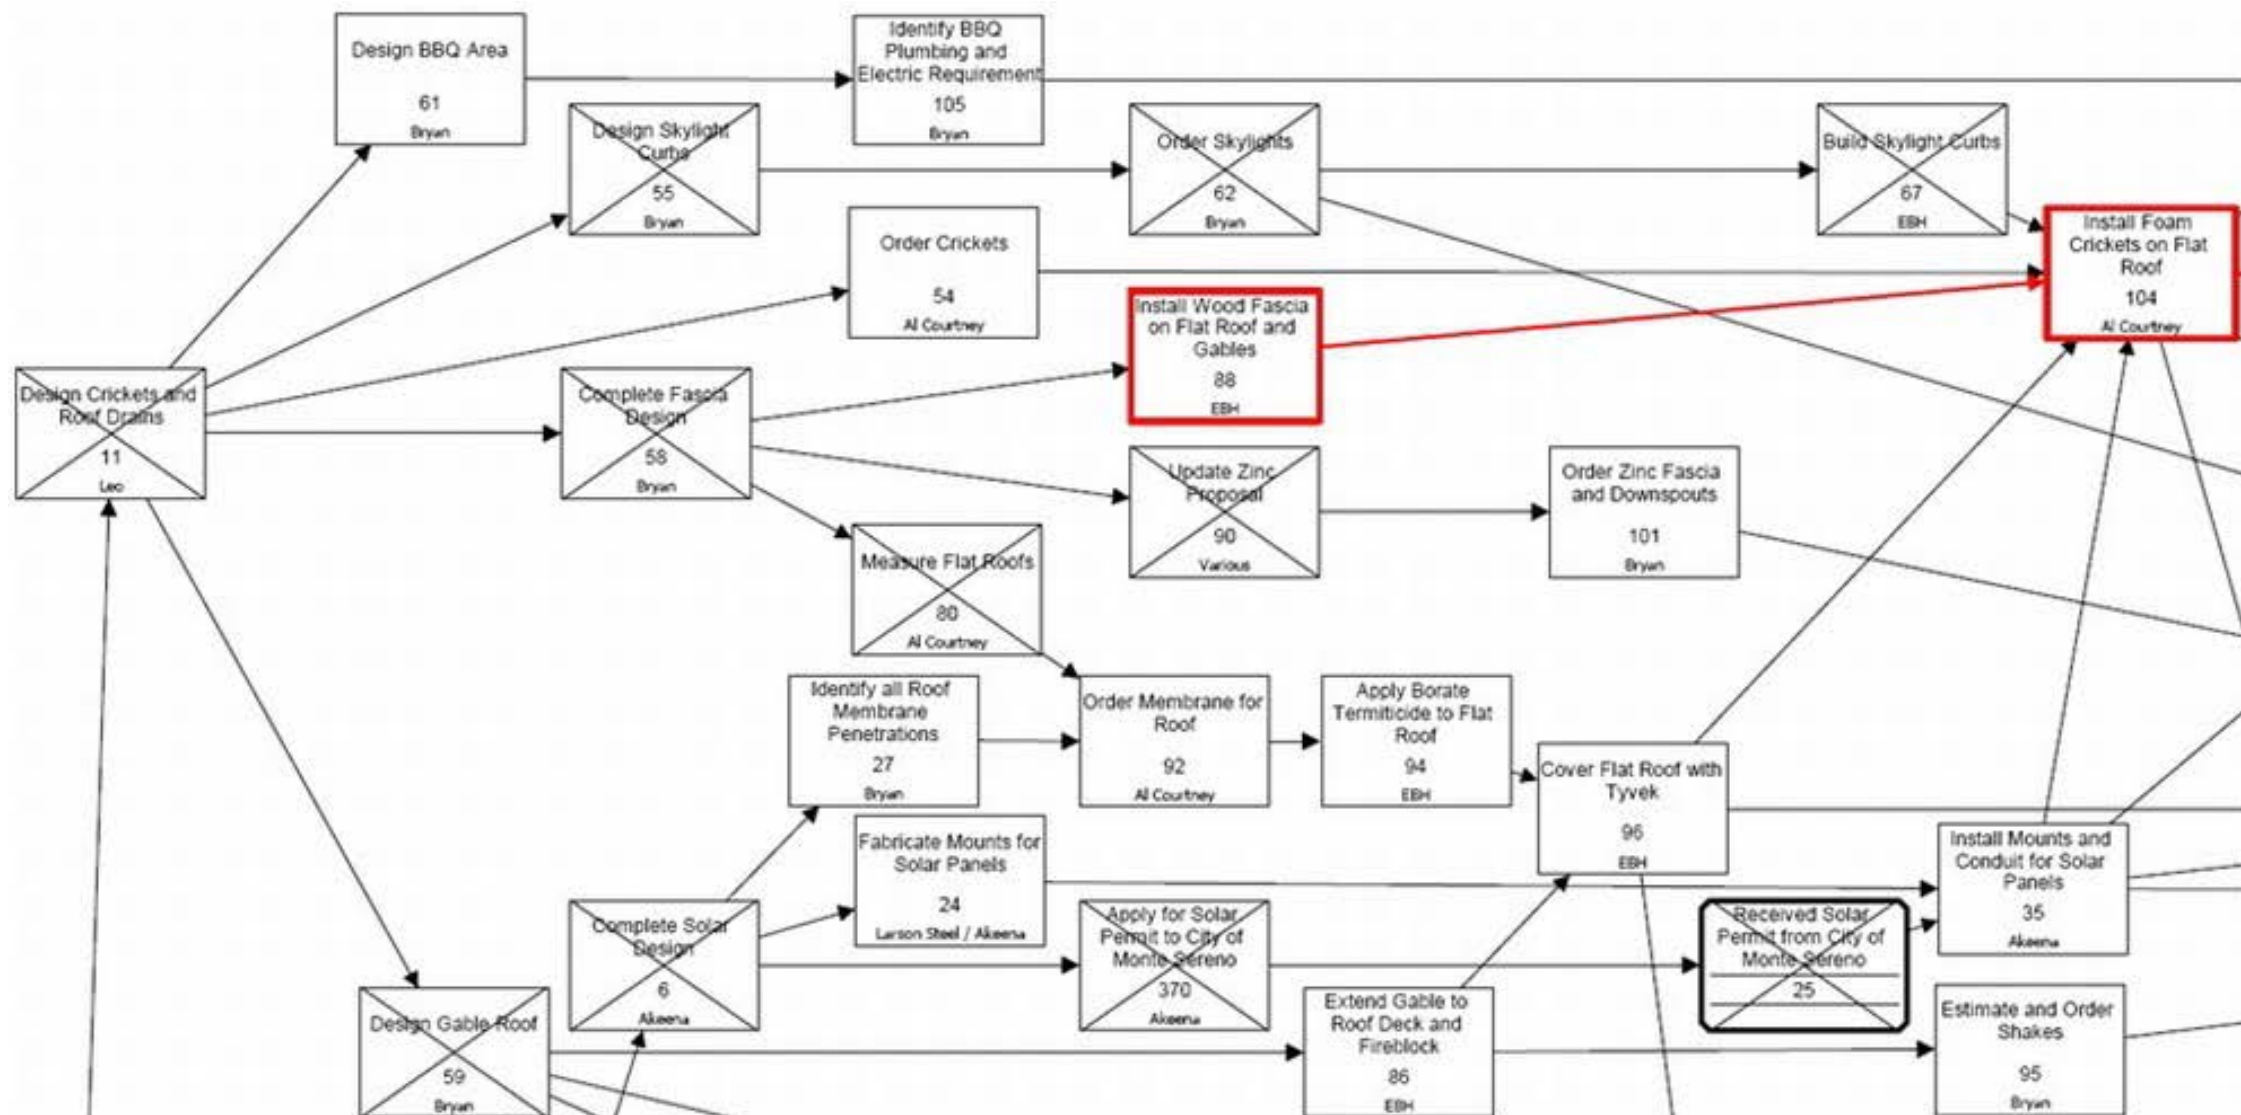 Design BBQ Area
61
Bryan
Identify BBQ
Plumbing and
Electric Requirement
105
Bryan
Design Skylight
Curbs
55
Bryan
Order Skylights
62
Bryan
Build Skylight Curbs
67
EBH
Order Crickets
54
Al Courtney
Install Foam
Crickets on Flat
Roof
104
Al Courtney
Install Wood Fascia
on Flat Roof and
Gables
88
EBH
Design Crickets and
Roof Drains
11
Leo
Complete Fascia
Design
58
Bryan
Update Zinc
Proposal
90
Various
Order Zinc Fascia
and Downspouts
101
Bryan
Measure Flat Roofs
80
Al Courtney
Identify all Roof
Membrane
Penetrations
27
Bryan
Order Membrane for
Roof
92
Al Courtney
Apply Borate
Termiticide to Flat
Roof
94
EBH
Cover Flat Roof with
Tyvek
96
EBH
Fabricate Mounts for
Solar Panels
24
Larson Steel / Akeena
Install Mounts and
Conduit for Solar
Panels
35
Akeena
Complete Solar
Design
6
Akeena
Apply for Solar
Permit to City of
Monte Sereno
370
Akeena
Received Solar
Permit from City of
Monte Sereno
25
Design Gable Roof
59
Bryan
Extend Gable to
Roof Deck and
Fireblock
86
EBH
Estimate and Order
Shakes
95
Bryan